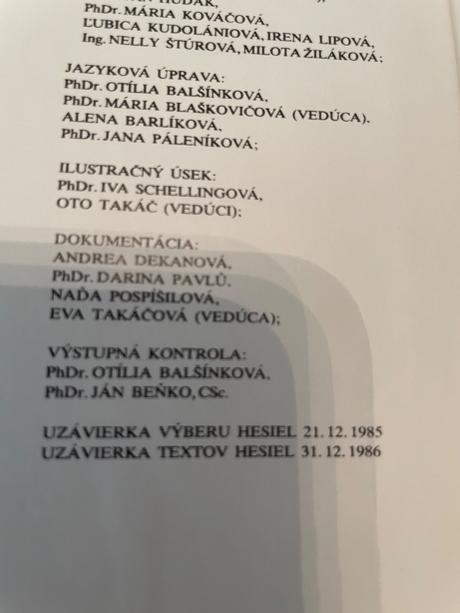 HUDÁK,
PhDr. MÁRIA KOVÁČOVÁ,
ĽUBICA KUDOLÁNIOVÁ, IRENA LIPOVÁ,
Ing. NELLY ŠTÚROVÁ, MILOTA ŽILÁKOVÁ;
JAZYKOVÁ ÚPRAVA:
PhDr. OTÍLIA BALŠÍNKOVÁ,
PhDr. MÁRIA BLAŠKOVIČOVÁ (VEDÚCA).
ALENA BARLÍKOVÁ,
PhDr. JANA PÁLENÍKOVÁ;
ILUSTRAČNÝ ÚSEK:
PhDr. IVA SCHELLINGOVÁ,
OTO TAKÁČ (VEDÚCI);
DOKUMENTÁCIA:
ANDREA DEKANOVÁ,
PhDr. DARINA PAVLŮ,
NAĎA POSPÍŠILOVÁ,
EVA TAKÁČOVÁ (VEDÚCA);
VÝSTUPNÁ KONTROLA:
PhDr. OTÍLIA BALŠÍNKOVÁ,
PhDr. JÁN BEŇKO, CSc.
UZÁVIERKA VÝBERU HESIEL 21. 12. 1985
UZÁVIERKA TEXTOV HESIEL 31. 12. 1986